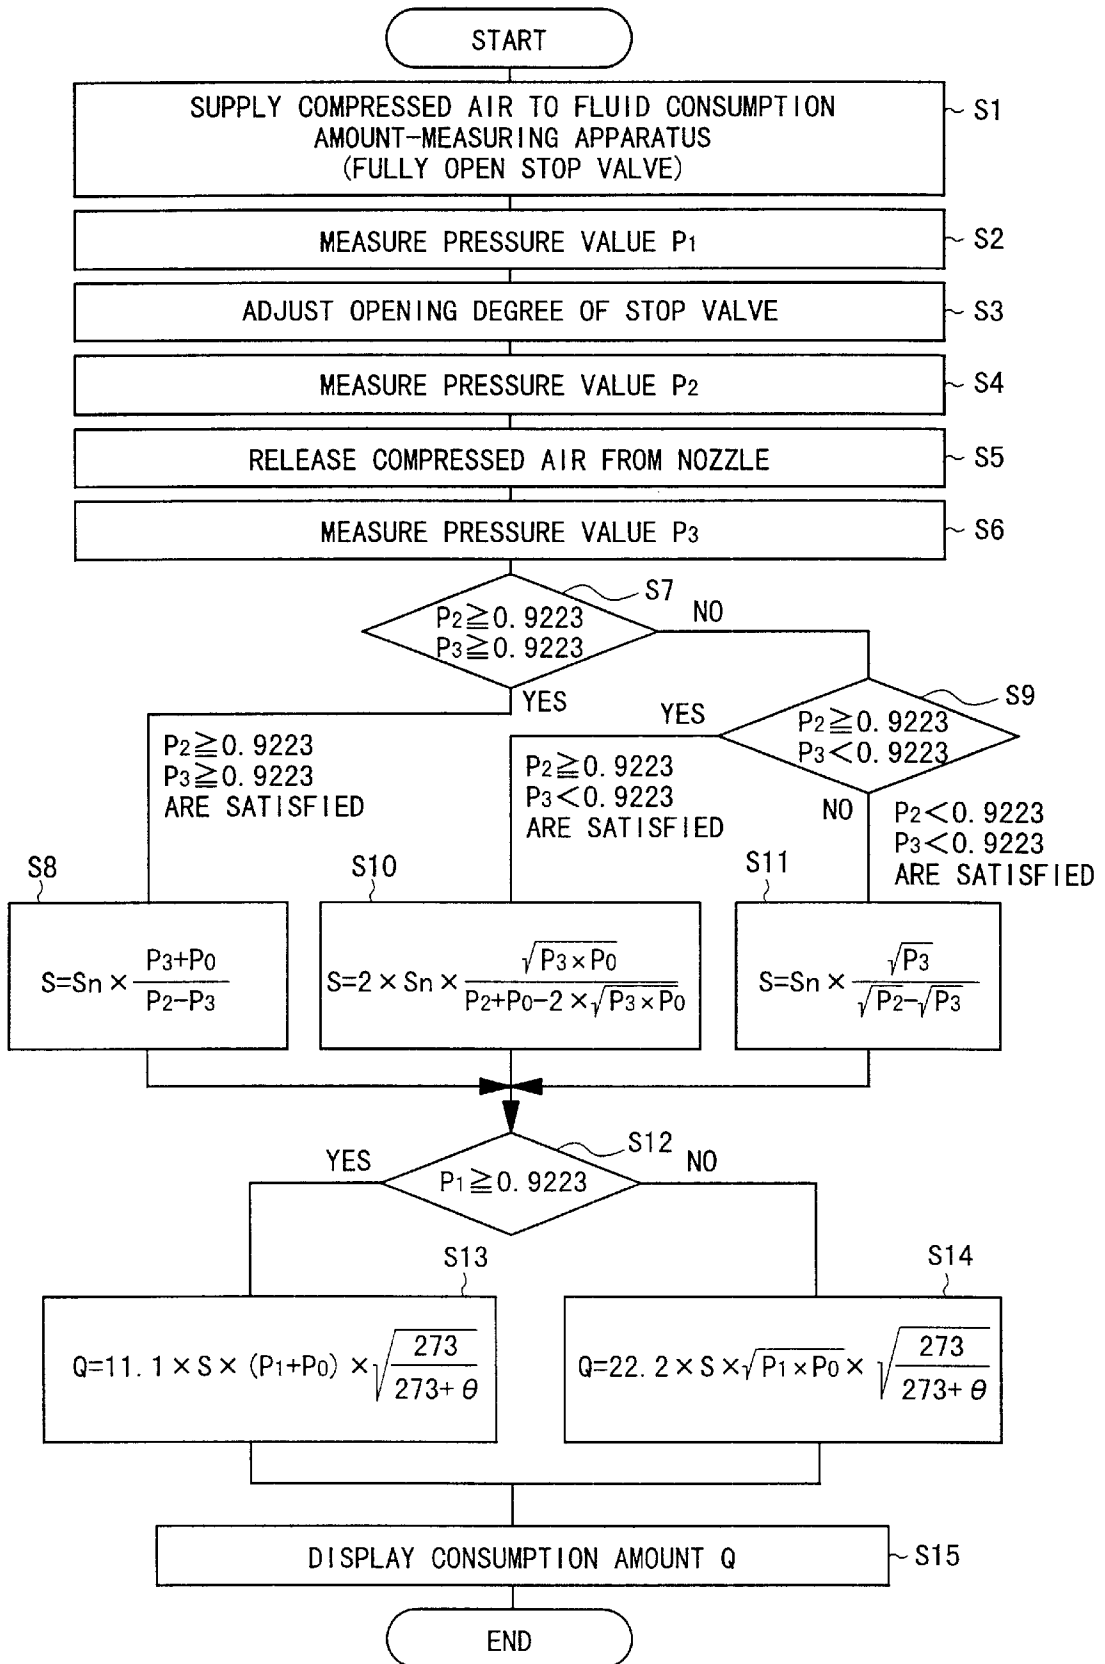 START
SUPPLY COMPRESSED AIR TO FLUID CONSUMPTION
AMOUNT-MEASURING APPARATUS
(FULLY OPEN STOP VALVE)
S1
MEASURE PRESSURE VALUE P1
S2
ADJUST OPENING DEGREE OF STOP VALVE
S3
MEASURE PRESSURE VALUE P2
S4
RELEASE COMPRESSED AIR FROM NOZZLE
S5
MEASURE PRESSURE VALUE P3
S6
S7
P2≧0.9223
P3≧0.9223
NO
YES
S9
P2≧0.9223
P3<0.9223
YES
NO
P2≧0.9223
P3≧0.9223
ARE SATISFIED
P2≧0.9223
P3<0.9223
ARE SATISFIED
P2<0.9223
P3<0.9223
ARE SATISFIED
S8
S=Sn×(P3+P0)/(P2-P3)
S10
S=2×Sn×√(P3×P0)/(P2+P0-2×√(P3×P0))
S11
S=Sn×√P3/(√P2-√P3)
S12
YES
P1≧0.9223
NO
S13
Q=11.1×S×(P1+P0)×√(273/(273+θ))
S14
Q=22.2×S×√(P1×P0)×√(273/(273+θ))
DISPLAY CONSUMPTION AMOUNT Q
S15
END